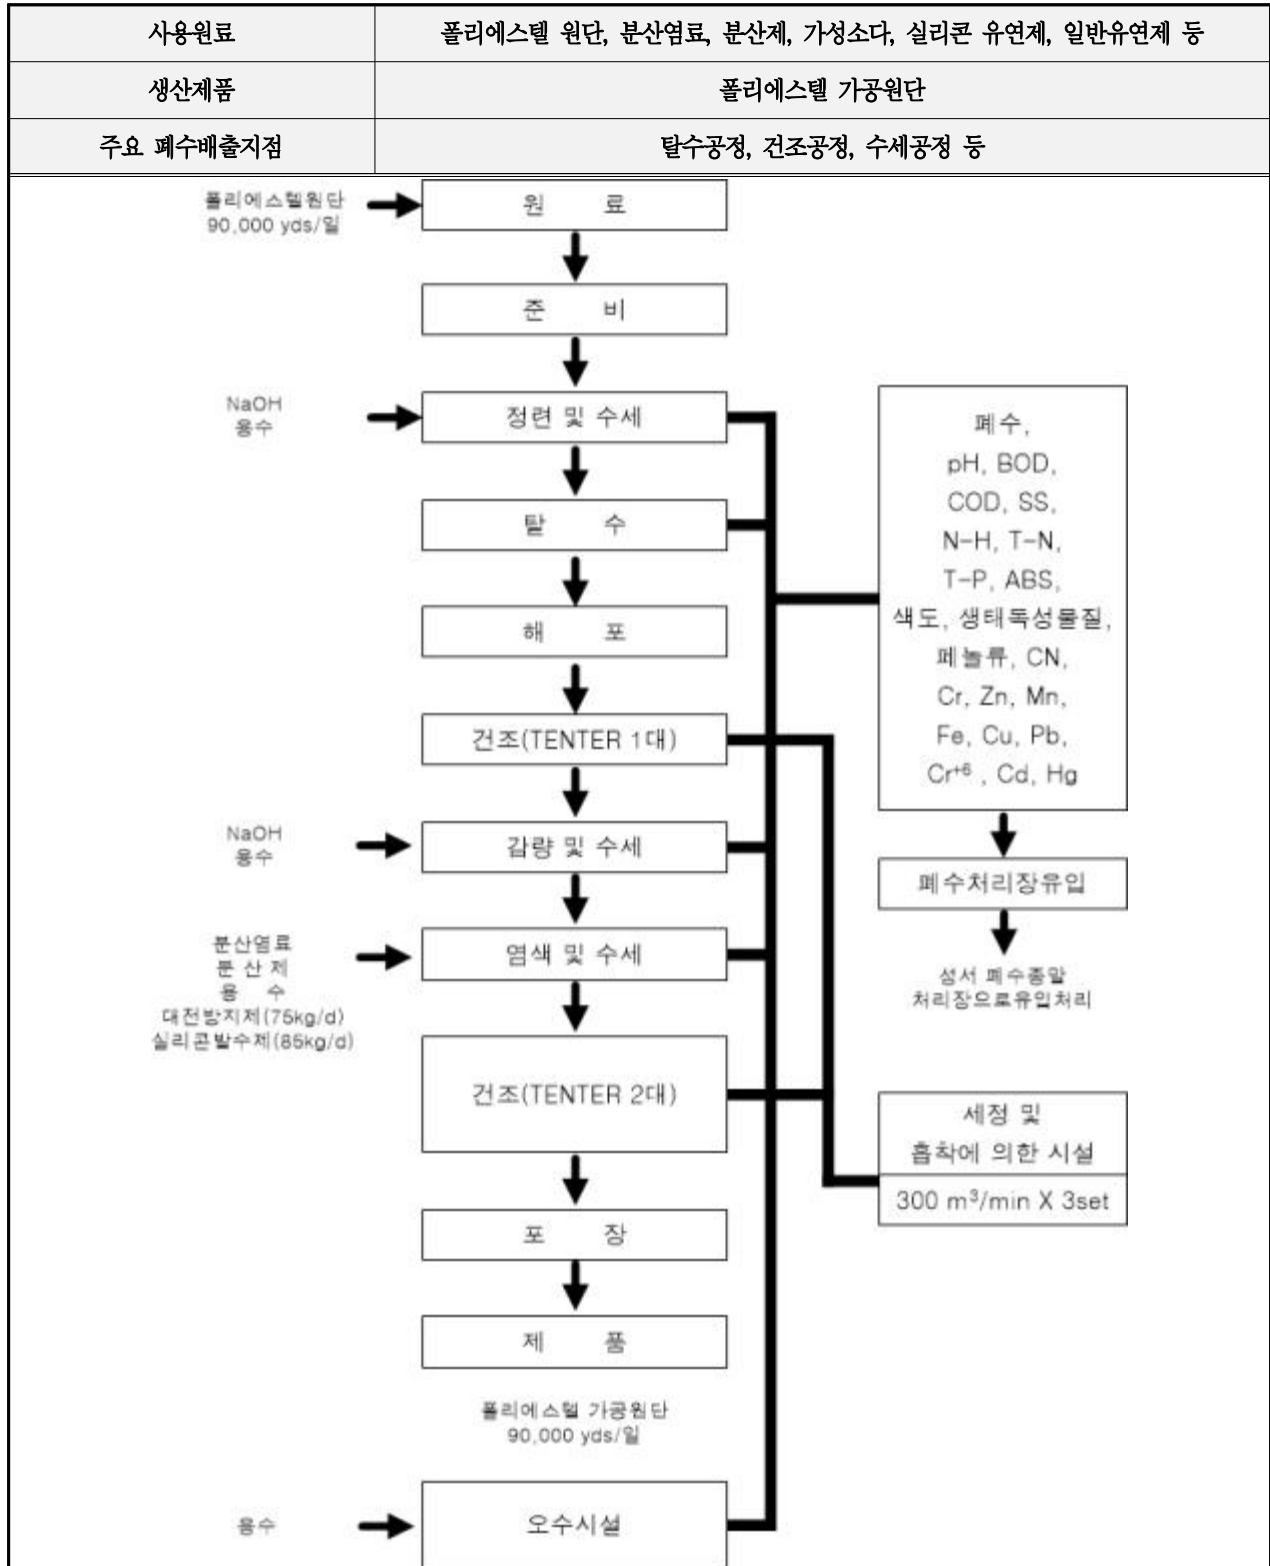 사용원료
폴리에스텔 원단, 분산염료, 분산제, 가성소다, 실리콘 유연제, 일반유연제 등
생산제품
폴리에스텔 가공원단
주요 폐수배출지점
탈수공정, 건조공정, 수세공정 등
폴리에스텔원단
90,000 yds/일
원 료
준 비
NaOH
용수
정련 및 수세
탈 수
해 포
건조(TENTER 1대)
NaOH
용수
감량 및 수세
분산염료
분 산 제
용 수
대전방지제(75kg/d)
실리콘발수제(85kg/d)
염색 및 수세
건조(TENTER 2대)
포 장
제 품
폴리에스텔 가공원단
90,000 yds/일
용수
오수시설
폐수,
pH, BOD,
COD, SS,
N-H, T-N,
T-P, ABS,
색도, 생태독성물질,
페놀류, CN,
Cr, Zn, Mn,
Fe, Cu, Pb,
Cr+6 , Cd, Hg
폐수처리장유입
성서 폐수종말
처리장으로유입처리
세정 및
흡착에 의한 시설
300 m³/min X 3set